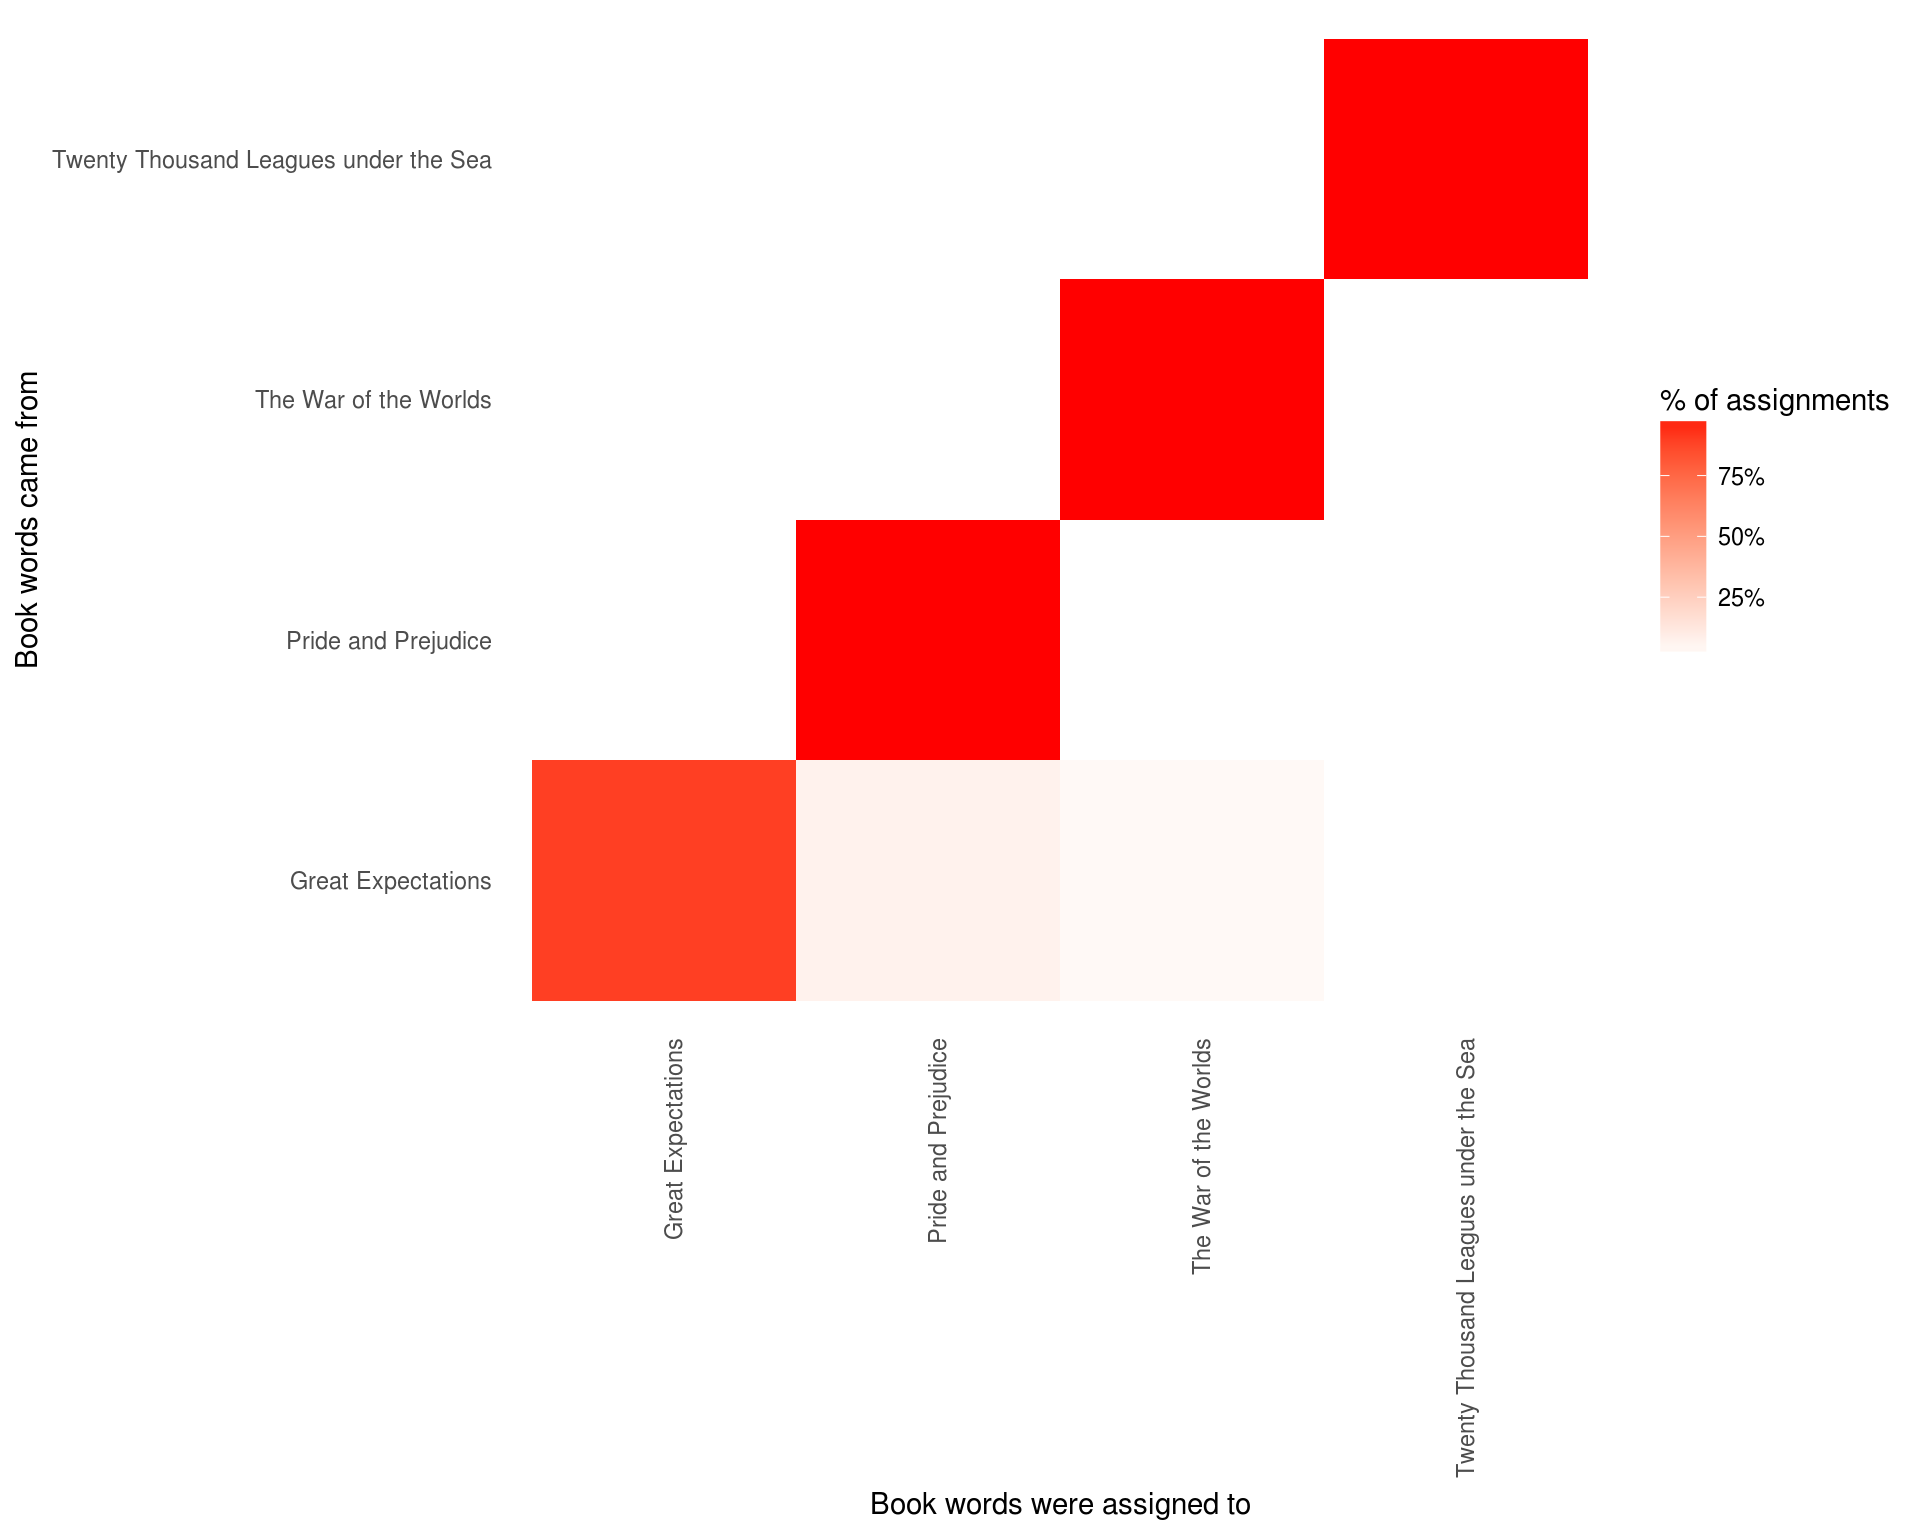 Book words came from
Twenty Thousand Leagues under the Sea
The War of the Worlds
Pride and Prejudice
Great Expectations
% of assignments
75%
50%
25%
Great Expectations
Pride and Prejudice
The War of the Worlds
Twenty Thousand Leagues under the Sea
Book words were assigned to